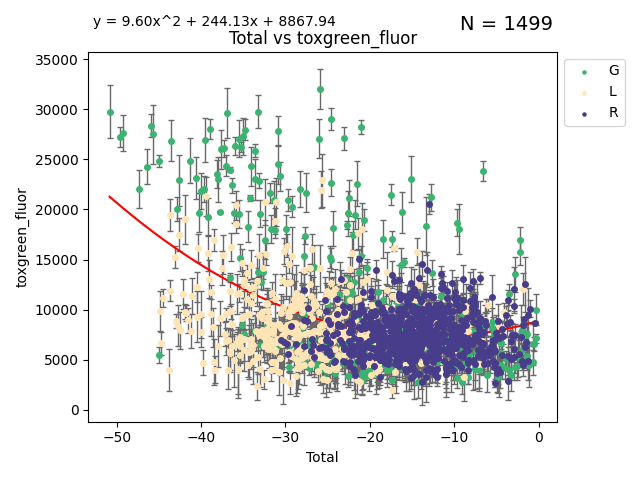 y = 9.60x^2 + 244.13x + 8867.94
N = 1499
Total vs toxgreen_fluor
35000
30000
25000
20000
15000
10000
5000
0
toxgreen_fluor
−50
−40
−30
−20
−10
0
Total
G
L
R